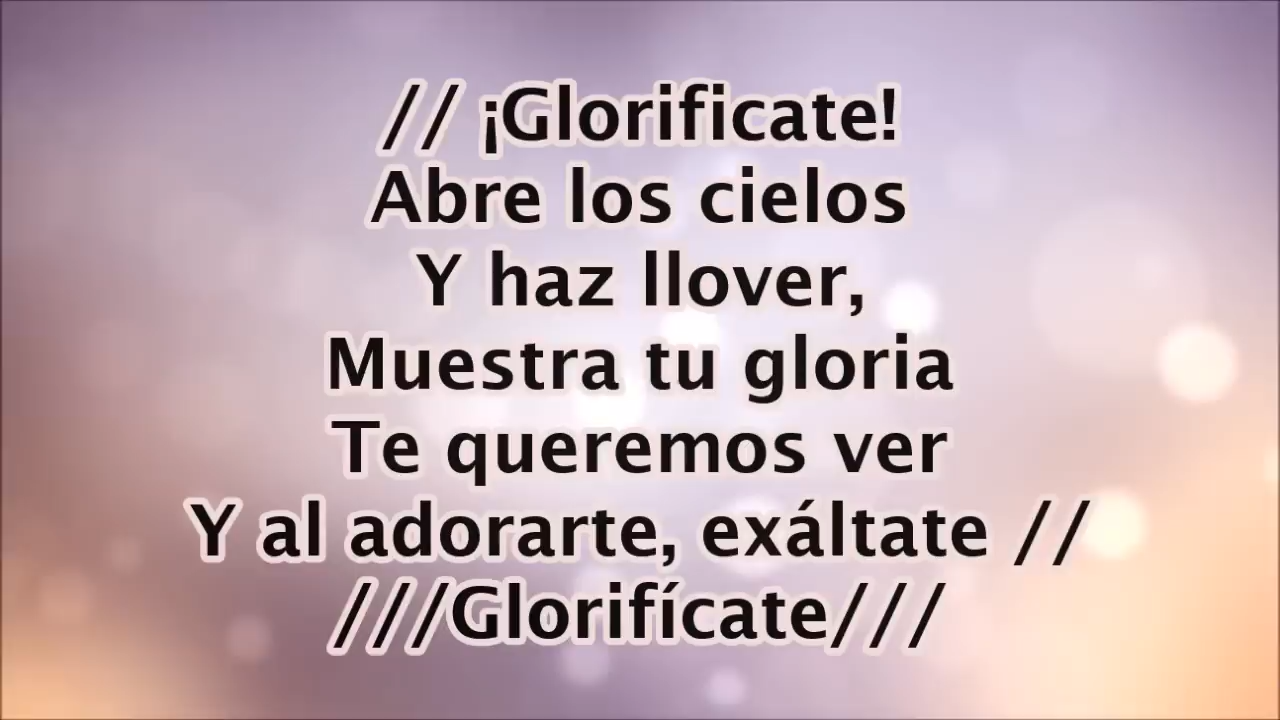 // ¡Glorificate!
Abre los cielos
Y haz llover,
Muestra tu gloria
Te queremos ver
Y al adorarte, exáltate //
///Glorifícate///